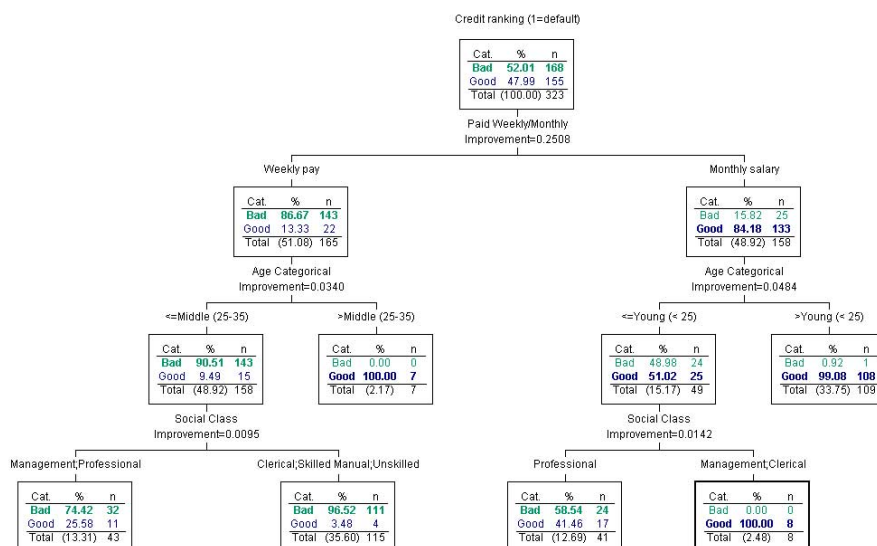 Credit ranking (1=default)
Cat. % n
Bad 52.01 168
Good 47.99 155
Total (100.00) 323
Paid Weekly/Monthly
Improvement=0.2508
Weekly pay
Cat. % n
Bad 86.67 143
Good 13.33 22
Total (51.08) 165
Monthly salary
Cat. % n
Bad 15.82 25
Good 84.18 133
Total (48.92) 158
Age Categorical
Improvement=0.0340
Age Categorical
Improvement=0.0484
<=Middle (25-35)
Cat. % n
Bad 90.51 143
Good 9.49 15
Total (48.92) 158
>Middle (25-35)
Cat. % n
Bad 0.00 0
Good 100.00 7
Total (2.17) 7
<=Young (< 25)
Cat. % n
Bad 48.98 24
Good 51.02 25
Total (15.17) 49
>Young (< 25)
Cat. % n
Bad 0.92 1
Good 99.08 108
Total (33.75) 109
Social Class
Improvement=0.0095
Social Class
Improvement=0.0142
Management;Professional
Cat. % n
Bad 74.42 32
Good 25.58 11
Total (13.31) 43
Clerical;Skilled Manual;Unskilled
Cat. % n
Bad 96.52 111
Good 3.48 4
Total (35.60) 115
Professional
Cat. % n
Bad 58.54 24
Good 41.46 17
Total (12.69) 41
Management;Clerical
Cat. % n
Bad 0.00 0
Good 100.00 8
Total (2.48) 8